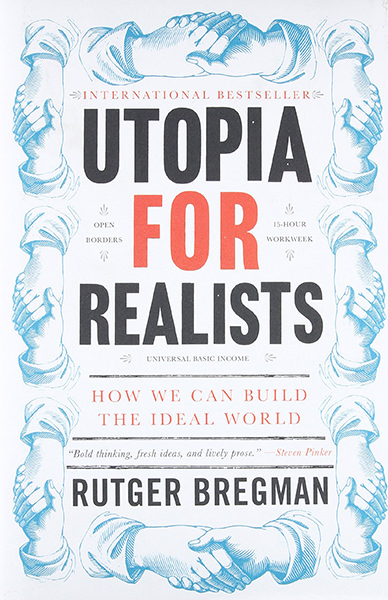 INTERNATIONAL BESTSELLER
UTOPIA
OPEN
BORDERS
FOR
15-HOUR
WORKWEEK
REALISTS
UNIVERSAL BASIC INCOME
HOW WE CAN BUILD
THE IDEAL WORLD
"Bold thinking, fresh ideas, and lively prose." — Steven Pinker
RUTGER BREGMAN